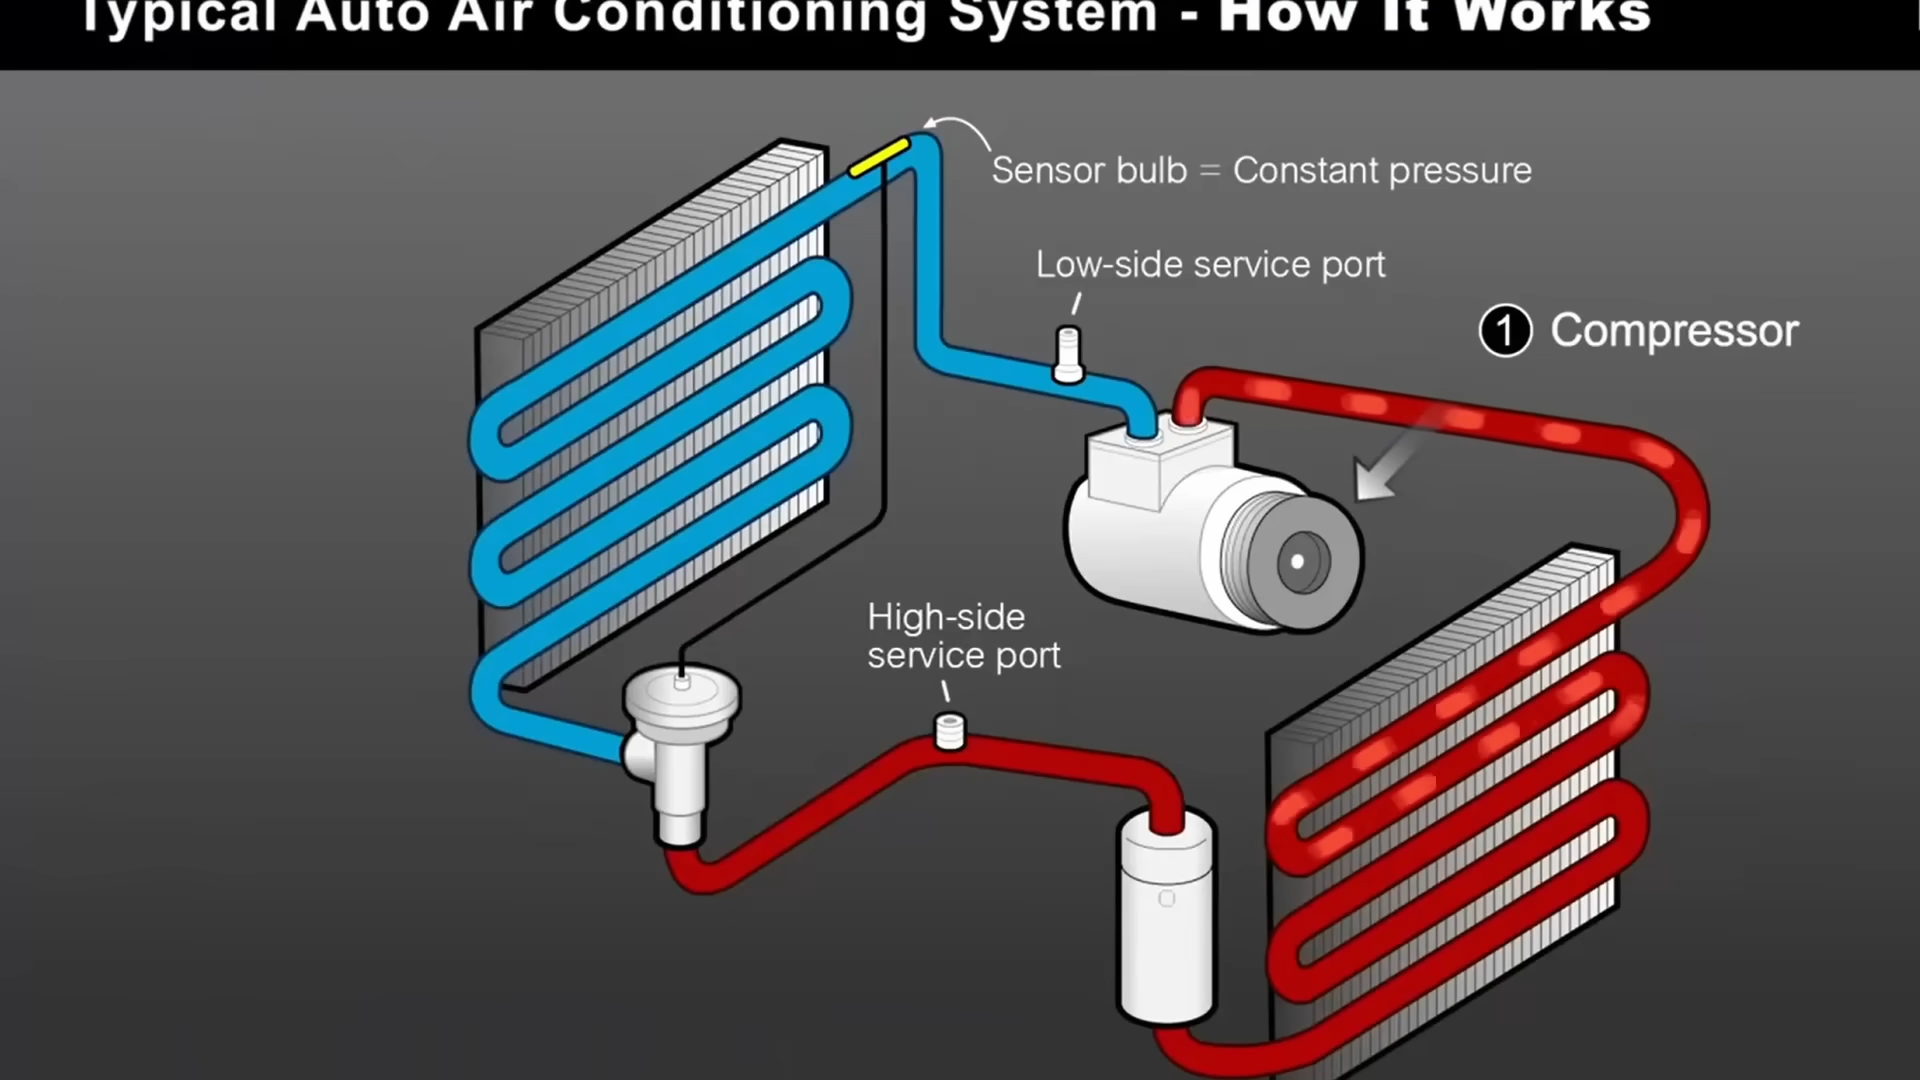 Typical Auto Air Conditioning System - How It Works
Sensor bulb = Constant pressure
Low-side service port
1 Compressor
High-side
service port